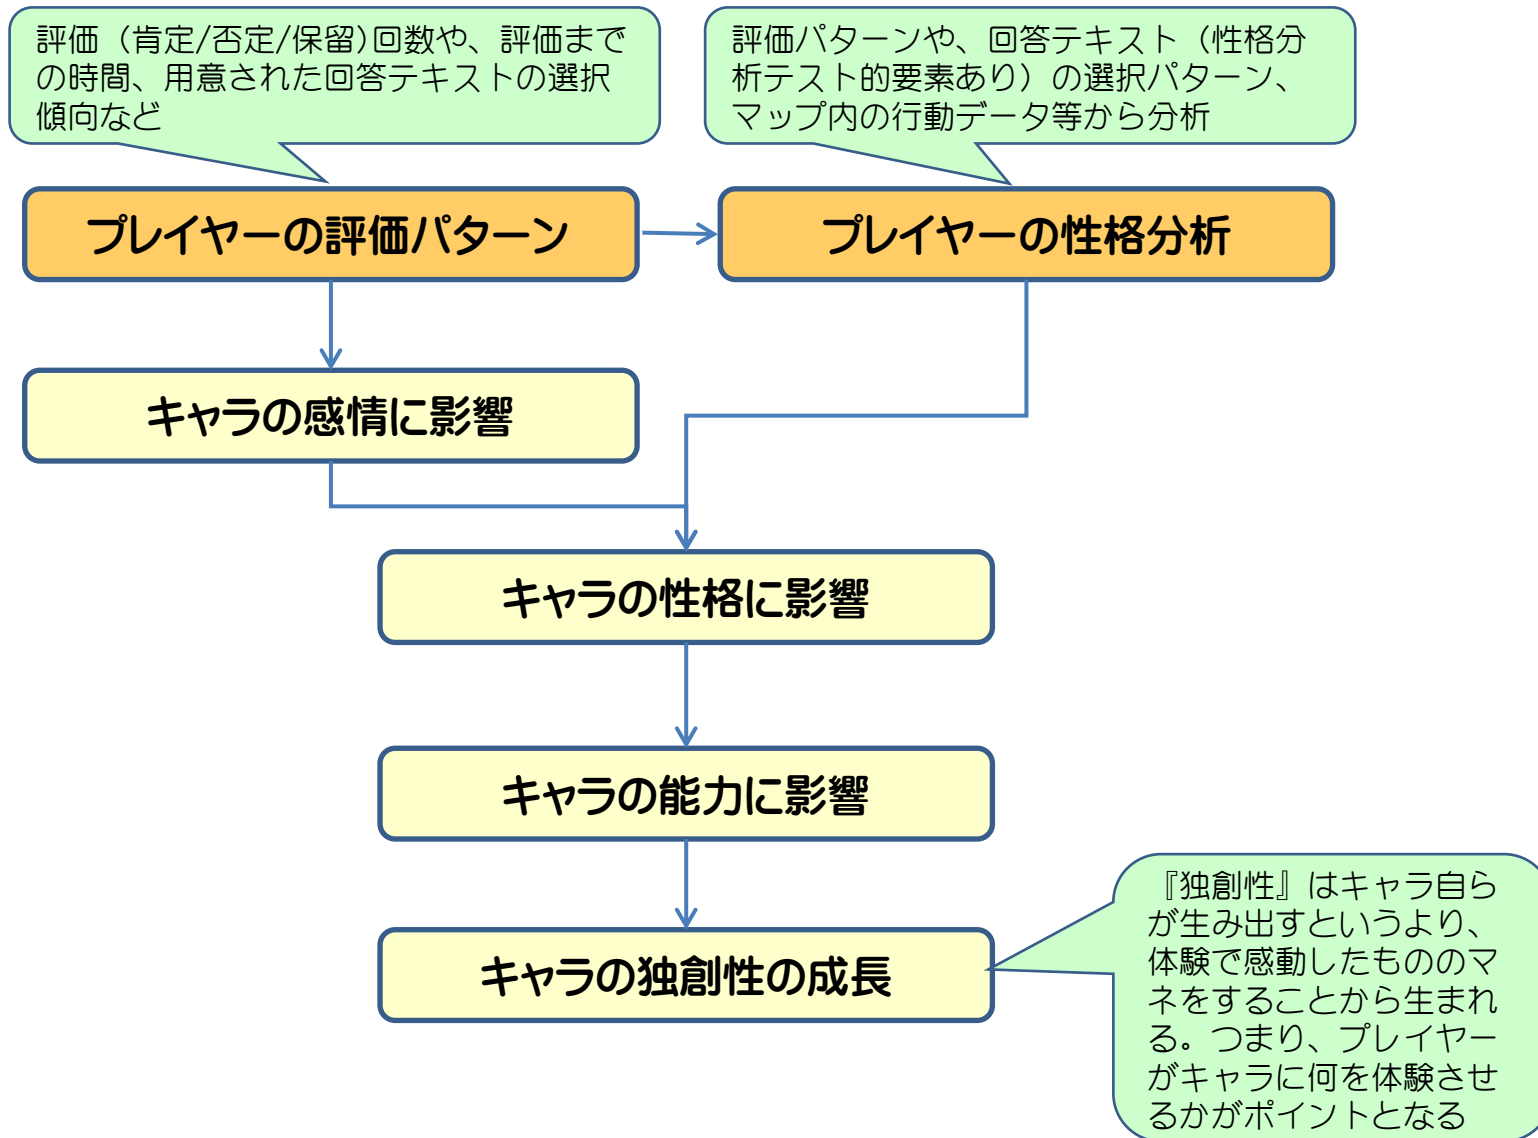 評価（肯定/否定/保留)回数や、評価まで
の時間、用意された回答テキストの選択
傾向など
評価パターンや、回答テキスト（性格分
析テスト的要素あり）の選択パターン、
マップ内の行動データ等から分析
プレイヤーの評価パターン
プレイヤーの性格分析
キャラの感情に影響
キャラの性格に影響
キャラの能力に影響
キャラの独創性の成長
『独創性』はキャラ自ら
が生み出すというより、
体験で感動したもののマ
ネをすることから生まれ
る。つまり、プレイヤー
がキャラに何を体験させ
るかがポイントとなる